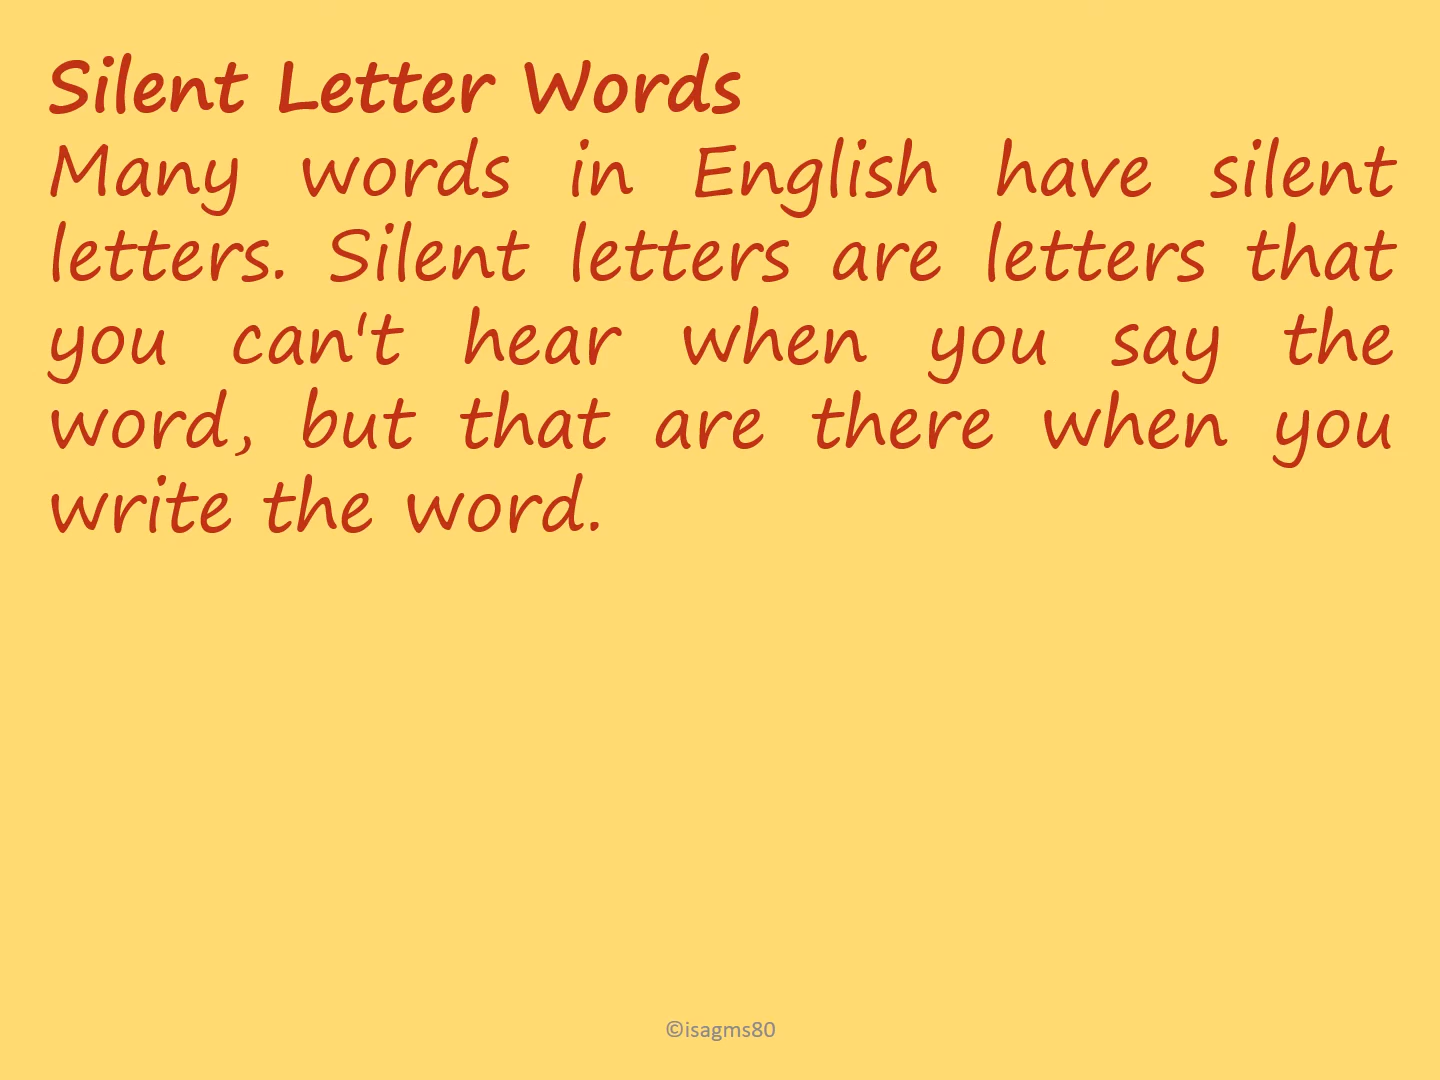 Silent Letter Words
Many words in English have silent
letters. Silent letters are letters that
you can't hear when you say the
word, but that are there when you
write the word.
©isagms80